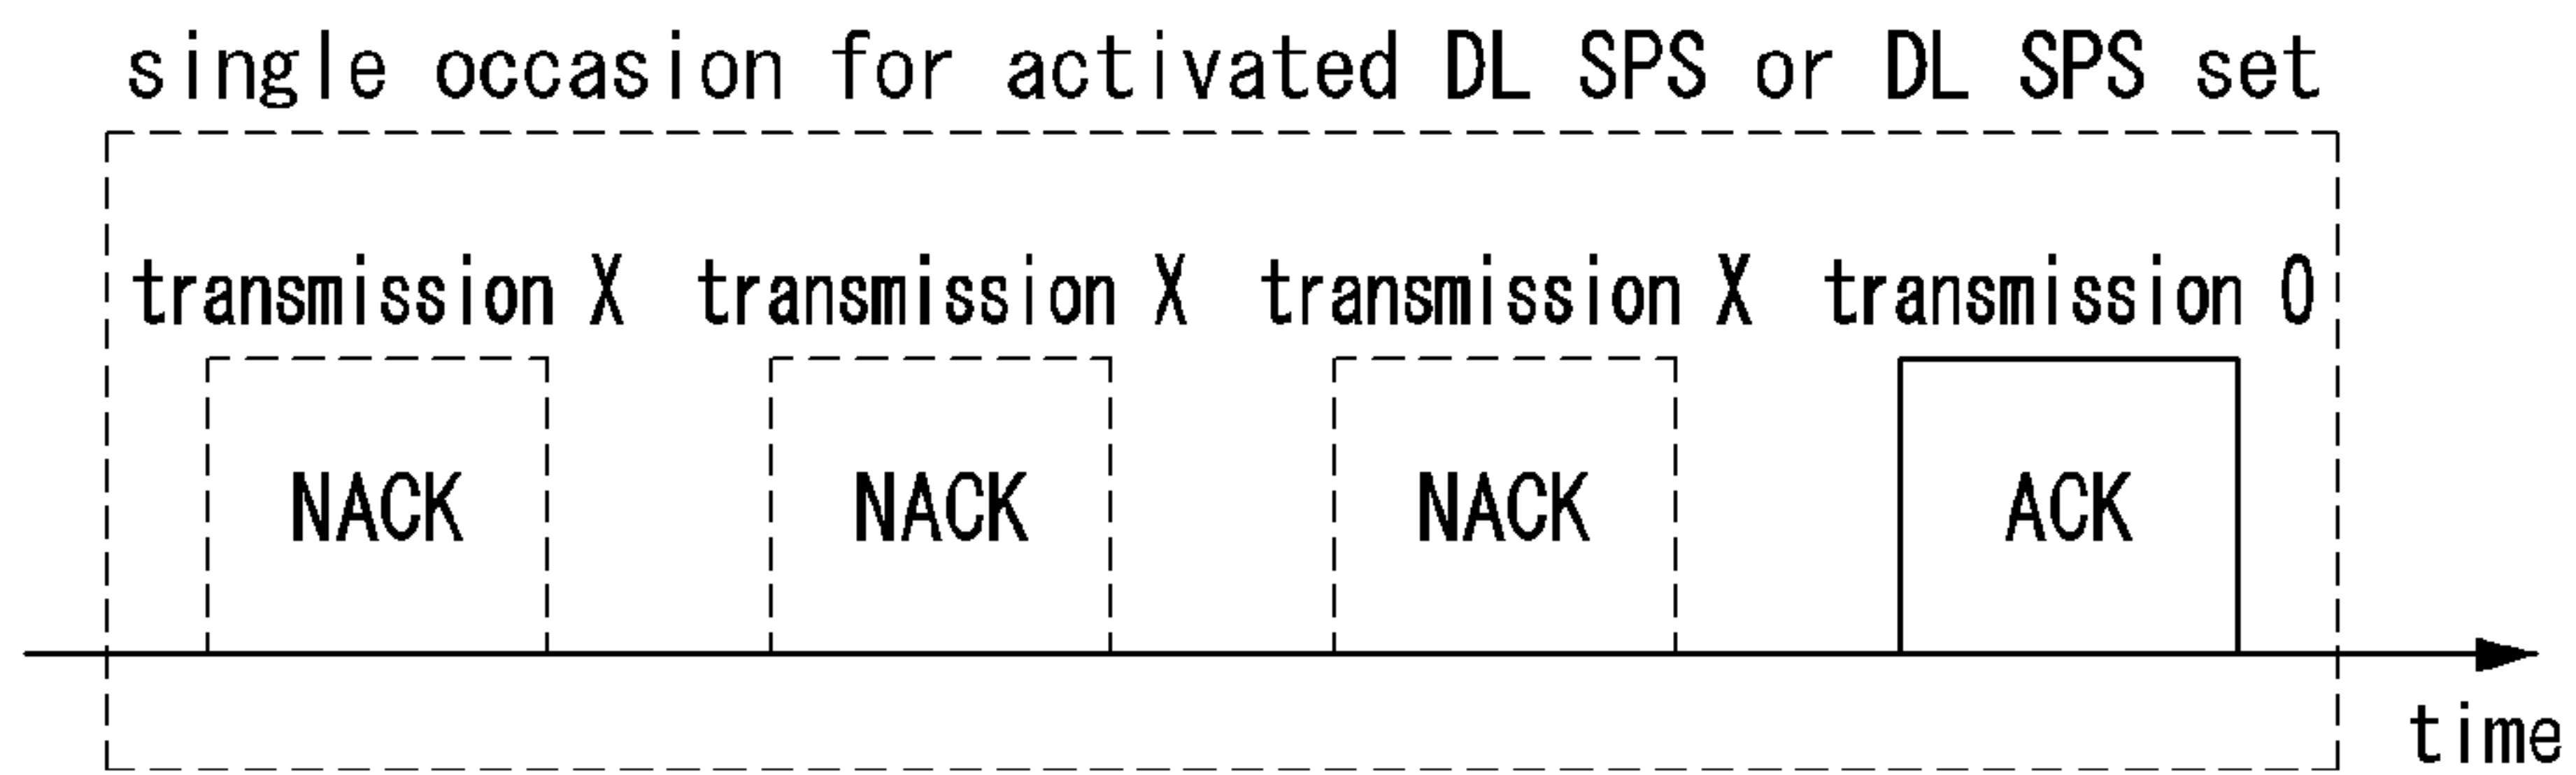 single occasion for activated DL SPS or DL SPS set
transmission X transmission X transmission X transmission O
NACK NACK NACK ACK
time